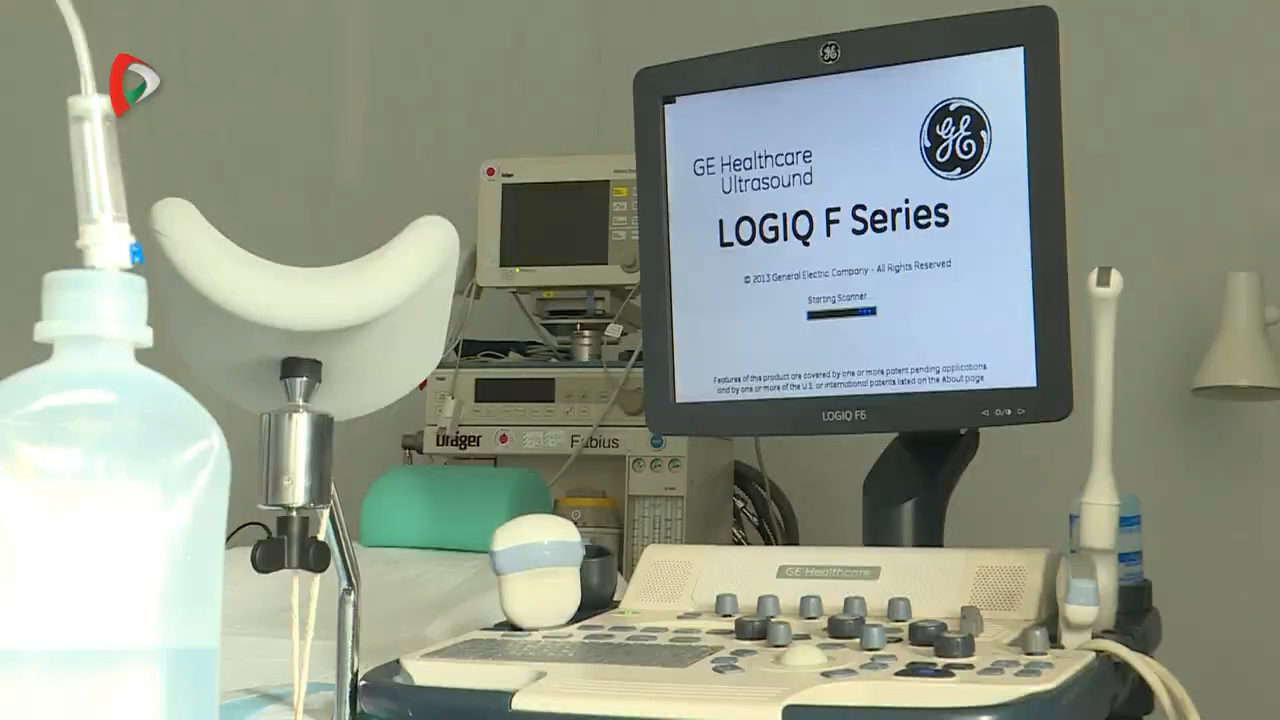 GE Healthcare
Ultrasound
LOGIQ F Series
© 2013 General Electric Company - All Rights Reserved
Starting Scanner...
Features of this product are covered by one or more patent pending applications
and by one or more of the U.S. or international patents listed on the About page
LOGIQ F6
Dräger
Fabius
GE Healthcare